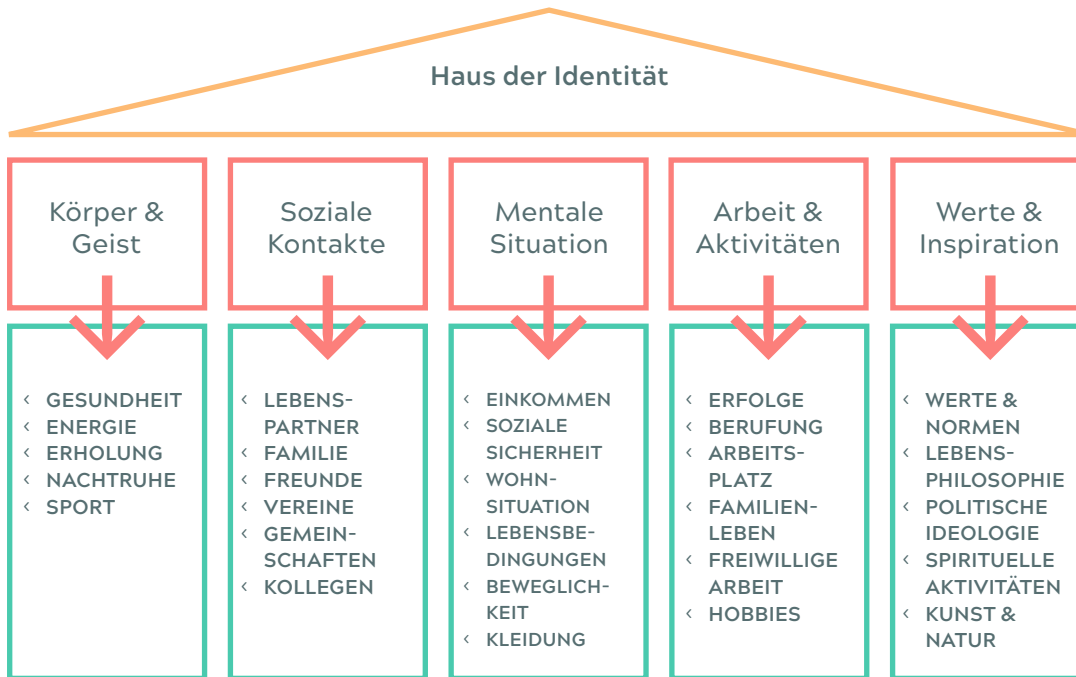 Haus der Identität
Körper &
Geist
Soziale
Kontakte
Mentale
Situation
Arbeit &
Aktivitäten
Werte &
Inspiration
‹ GESUNDHEIT
‹ ENERGIE
‹ ERHOLUNG
‹ NACHTRUHE
‹ SPORT
‹ LEBENS-
PARTNER
‹ FAMILIE
‹ FREUNDE
‹ VEREINE
‹ GEMEIN-
SCHAFTEN
‹ KOLLEGEN
‹ EINKOMMEN
‹ SOZIALE
SICHERHEIT
‹ WOHN-
SITUATION
‹ LEBENSBE-
DINGUNGEN
‹ BEWEGLICH-
KEIT
‹ KLEIDUNG
‹ ERFOLGE
‹ BERUFUNG
‹ ARBEITS-
PLATZ
‹ FAMILIEN-
LEBEN
‹ FREIWILLIGE
ARBEIT
‹ HOBBIES
‹ WERTE &
NORMEN
‹ LEBENS-
PHILOSOPHIE
‹ POLITISCHE
IDEOLOGIE
‹ SPIRITUELLE
AKTIVITÄTEN
‹ KUNST &
NATUR